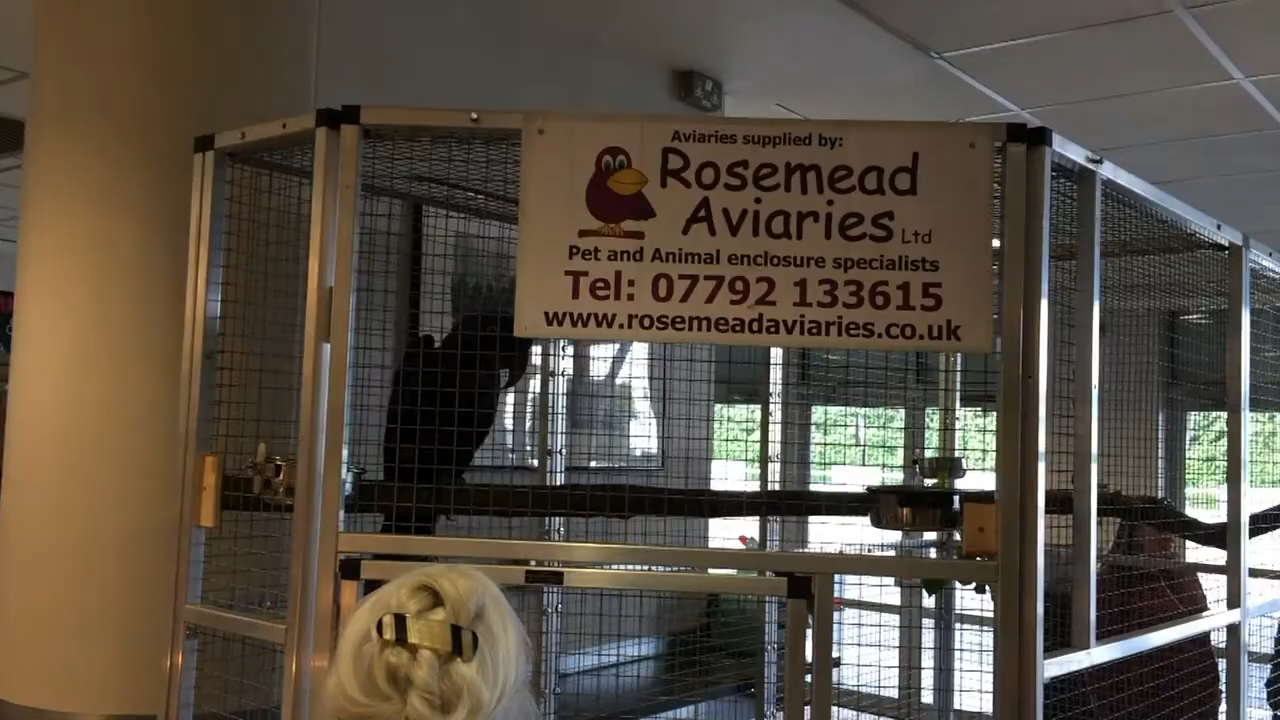 Aviaries supplied by:
Rosemead
Aviaries Ltd
Pet and Animal enclosure specialists
Tel: 07792 133615
www.rosemeadaviaries.co.uk